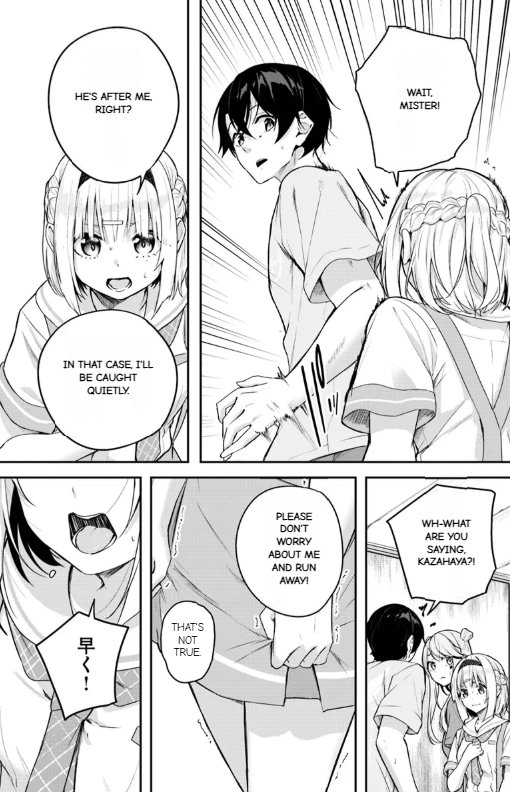 WAIT,
MISTER!
HE'S AFTER ME,
RIGHT?
IN THAT CASE, I'LL
BE CAUGHT
QUIETLY.
WH-WHAT
ARE YOU
SAYING,
KAZAHAYA?!
PLEASE
DON'T
WORRY
ABOUT ME
AND RUN
AWAY!
THAT'S
NOT
TRUE.
早く！